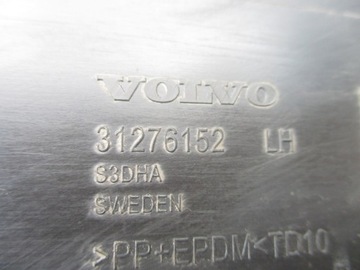 VOLVO
31276152 LH
S3DHA
SWEDEN
>PP+EPDM<TD10